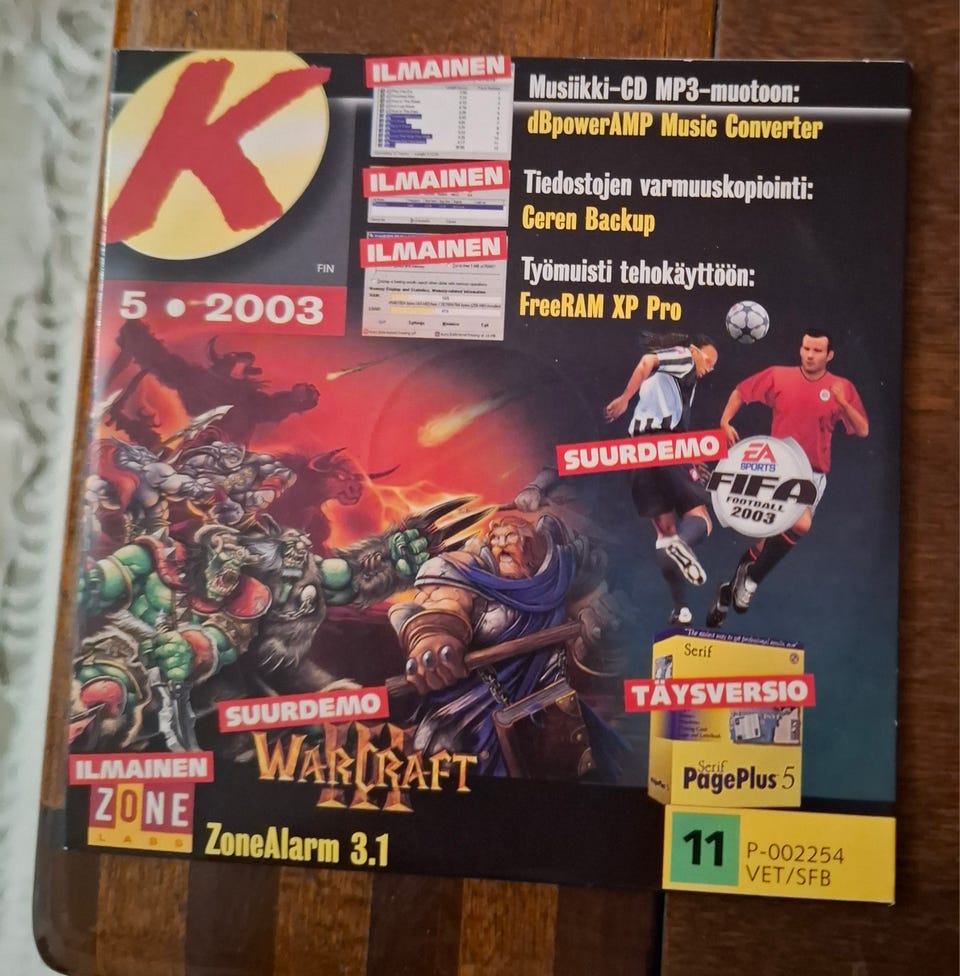 K
FIN
5 • 2003
ILMAINEN
Musiikki-CD MP3-muotoon:
dBpowerAMP Music Converter
ILMAINEN
Tiedostojen varmuuskopiointi:
Ceren Backup
ILMAINEN
Työmuisti tehokäyttöön:
FreeRAM XP Pro
SUURDEMO
EA
SPORTS
FIFA
FOOTBALL
2003
SUURDEMO
WARCRAFT
III
Serif
TÄYSVERSIO
Serif
PagePlus 5
ILMAINEN
ZONE
LABS
ZoneAlarm 3.1
11
P-002254
VET/SFB